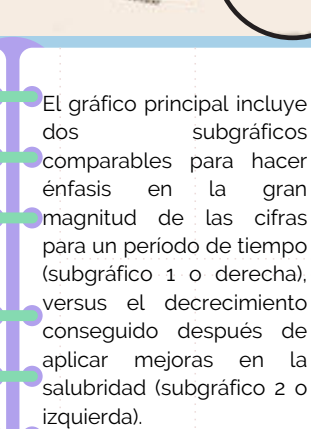 El gráfico principal incluye
dos subgráficos
comparables para hacer
énfasis en la gran
magnitud de las cifras
para un período de tiempo
(subgráfico 1 o derecha),
versus el decrecimiento
conseguido después de
aplicar mejoras en la
salubridad (subgráfico 2 o
izquierda).